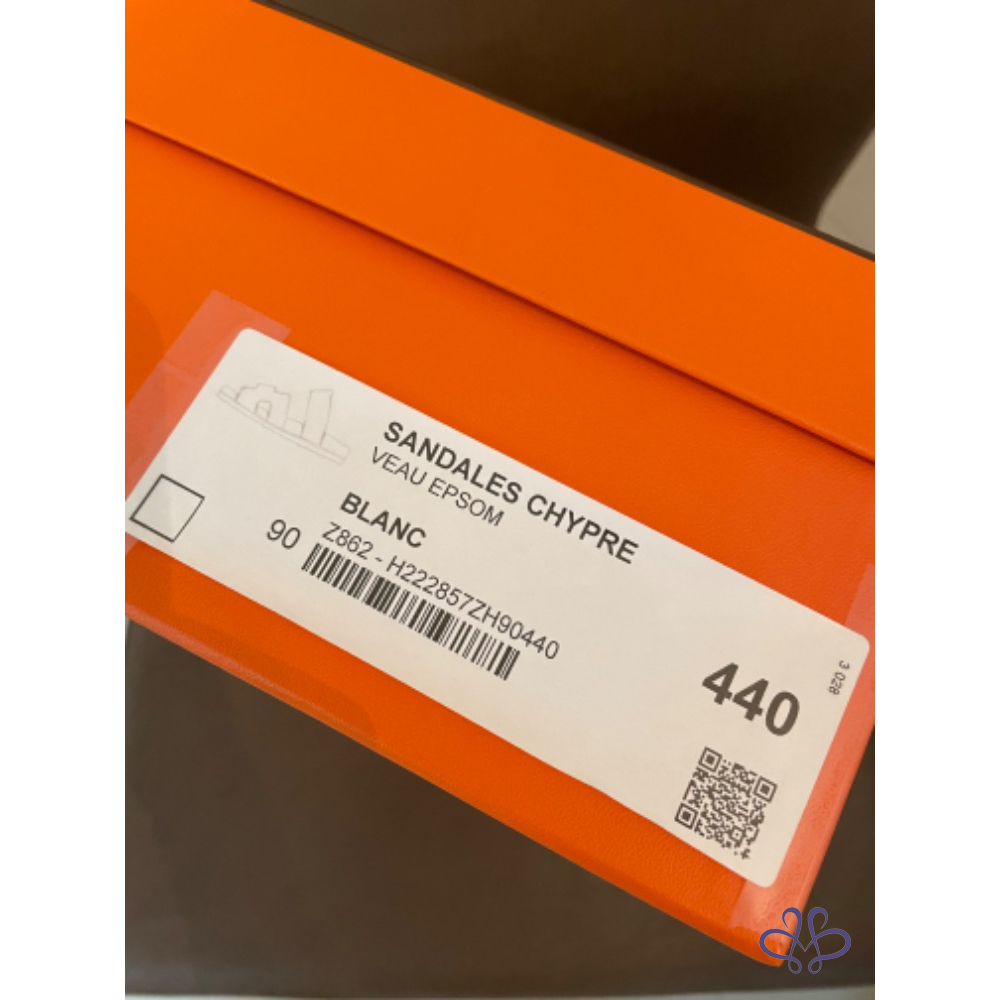 SANDALES CHYPRE
VEAU EPSOM
BLANC
90 Z862 - H222857ZH90440
440
3 028